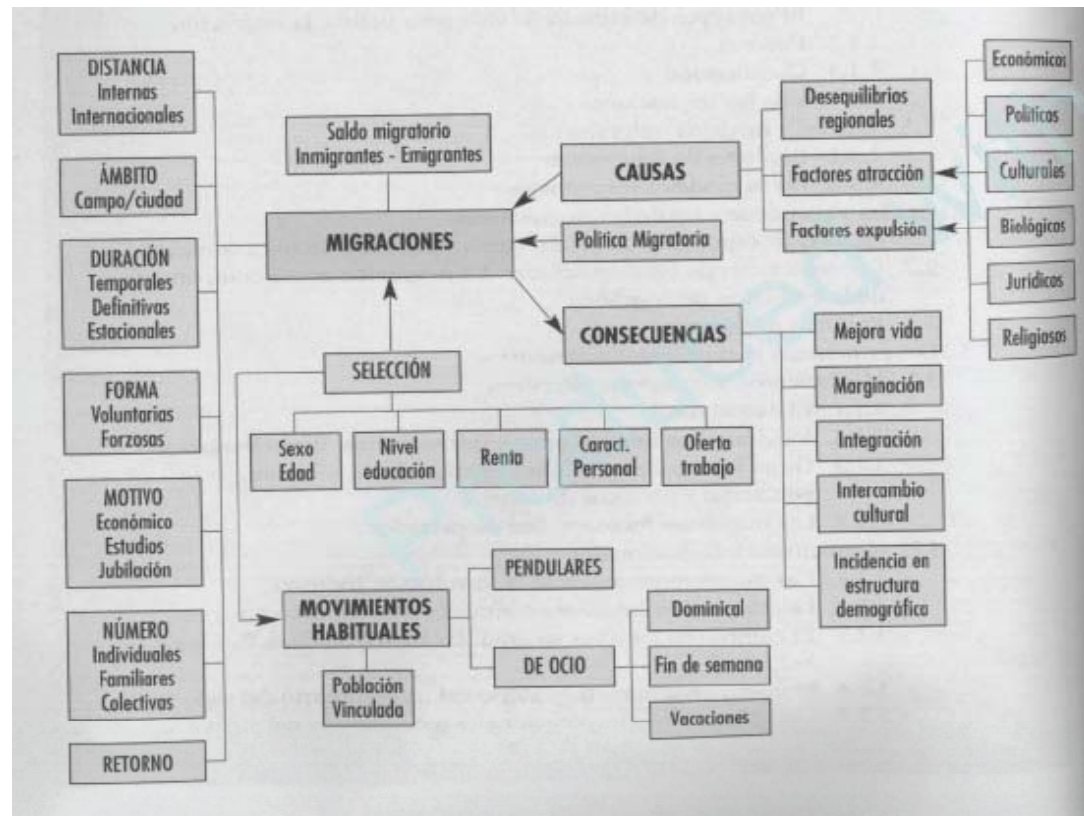 DISTANCIA
Internas
Internacionales
ÁMBITO
Campo/ciudad
DURACIÓN
Temporales
Definitivas
Estacionales
FORMA
Voluntarias
Forzosas
MOTIVO
Económico
Estudios
Jubilación
NÚMERO
Individuales
Familiares
Colectivas
RETORNO
Saldo migratorio
Inmigrantes - Emigrantes
MIGRACIONES
CAUSAS
Política Migratoria
CONSECUENCIAS
Desequilibrios
regionales
Factores atracción
Factores expulsión
Económicos
Políticos
Culturales
Biológicos
Jurídicos
Religiosos
SELECCIÓN
Sexo
Edad
Nivel
educación
Renta
Caract.
Personal
Oferta
trabajo
Mejora vida
Marginación
Integración
Intercambio
cultural
Incidencia en
estructura
demográfica
MOVIMIENTOS
HABITUALES
Población
Vinculada
PENDULARES
DE OCIO
Dominical
Fin de semana
Vacaciones